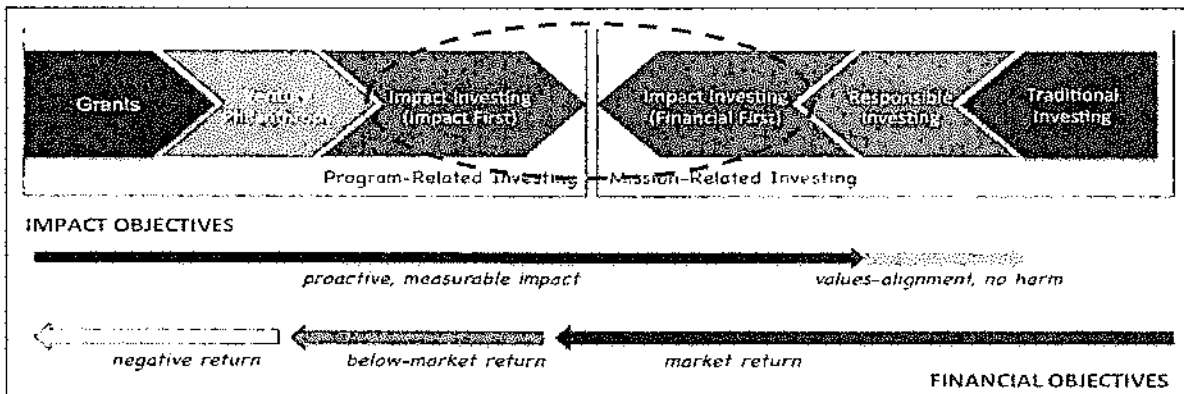 Grants
Venture
Philanthropy
Impact Investing
(Impact First)
Impact Investing
(Financial First)
Responsible
Investing
Traditional
Investing
Program-Related Investing
Mission-Related Investing
IMPACT OBJECTIVES
proactive, measurable impact
values-alignment, no harm
negative return
below-market return
market return
FINANCIAL OBJECTIVES